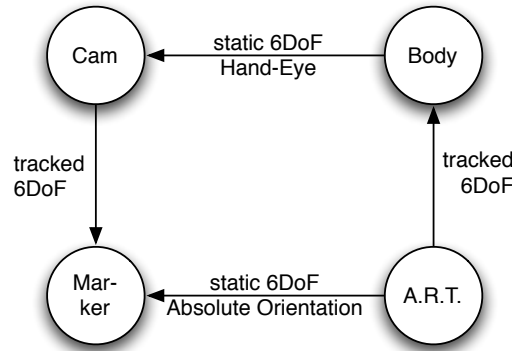 Cam
static 6DoF
Hand-Eye
Body
tracked
6DoF
tracked
6DoF
Mar-
ker
static 6DoF
Absolute Orientation
A.R.T.